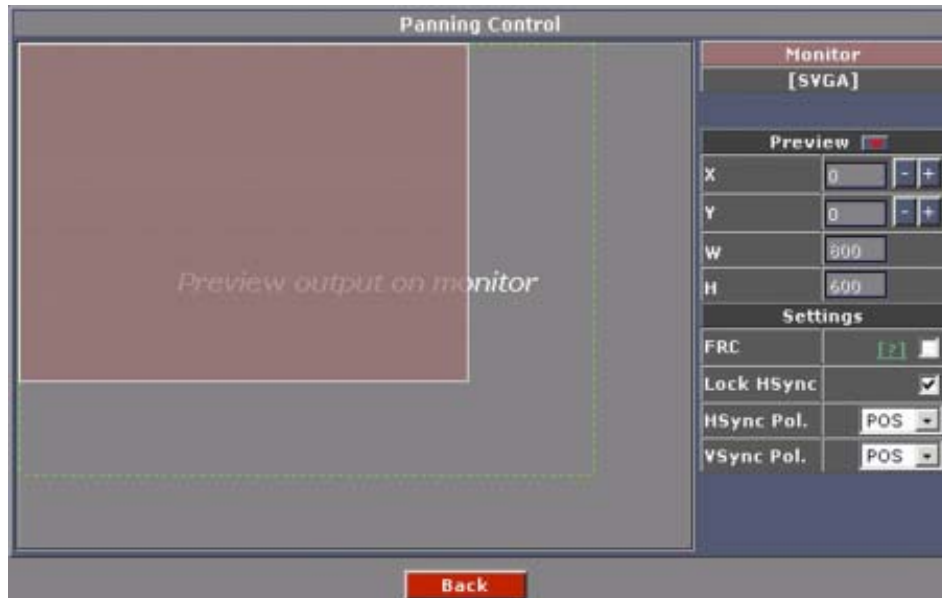 Panning Control
Preview output on monitor
Monitor
[SVGA]
Preview
X 0 - +
Y 0 - +
W 800
H 600
Settings
FRC [?]
Lock HSync
HSync Pol. POS
VSync Pol. POS
Back